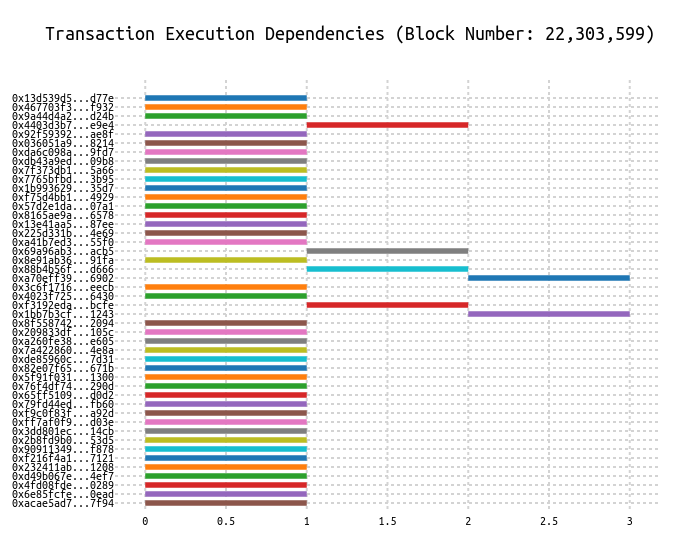 Transaction Execution Dependencies (Block Number: 22,303,599)
0x13d539d5...d77e
0x467703f3...f932
0x9a44d4a2...d24b
0x4403d3b7...e9e4
0x92f59392...ae8f
0x036051a9...8214
0xda6c098a...9fd7
0xdb43a9ed...09b8
0x7f373db1...5a66
0x7765bfbd...3b95
0x1b993629...35d7
0xf75d4bb1...4929
0x57d2e1da...07a1
0x8165ae9a...6578
0x13e41aa5...87ee
0x225d331b...4e69
0xa41b7ed3...55f0
0x69a96ab3...acb5
0x8e91ab36...91fa
0x88b4b56f...d666
0xa70eff39...6902
0x3c6f1716...eecb
0x4023f725...6430
0xf3192eda...bcfe
0x1bb7b3cf...1243
0x8f558742...2094
0x209833df...105c
0xa260fe38...e605
0x7a422860...4e8a
0xde85960c...7d31
0x82e07f65...671b
0x5f91f031...1300
0x76f4df74...290d
0x65ff5109...d0d2
0x79fd44ed...fb60
0xf9c0f83f...a92d
0xff7af0f9...d03e
0x3dd801ec...14cb
0x2b8fd9b0...53d5
0x90911349...f878
0xf216f4a1...7121
0x232411ab...1208
0xd49b067e...4ef7
0x4fd08fde...0289
0x6e85fcfe...0ead
0xacae5ad7...7f94
0 0.5 1 1.5 2 2.5 3